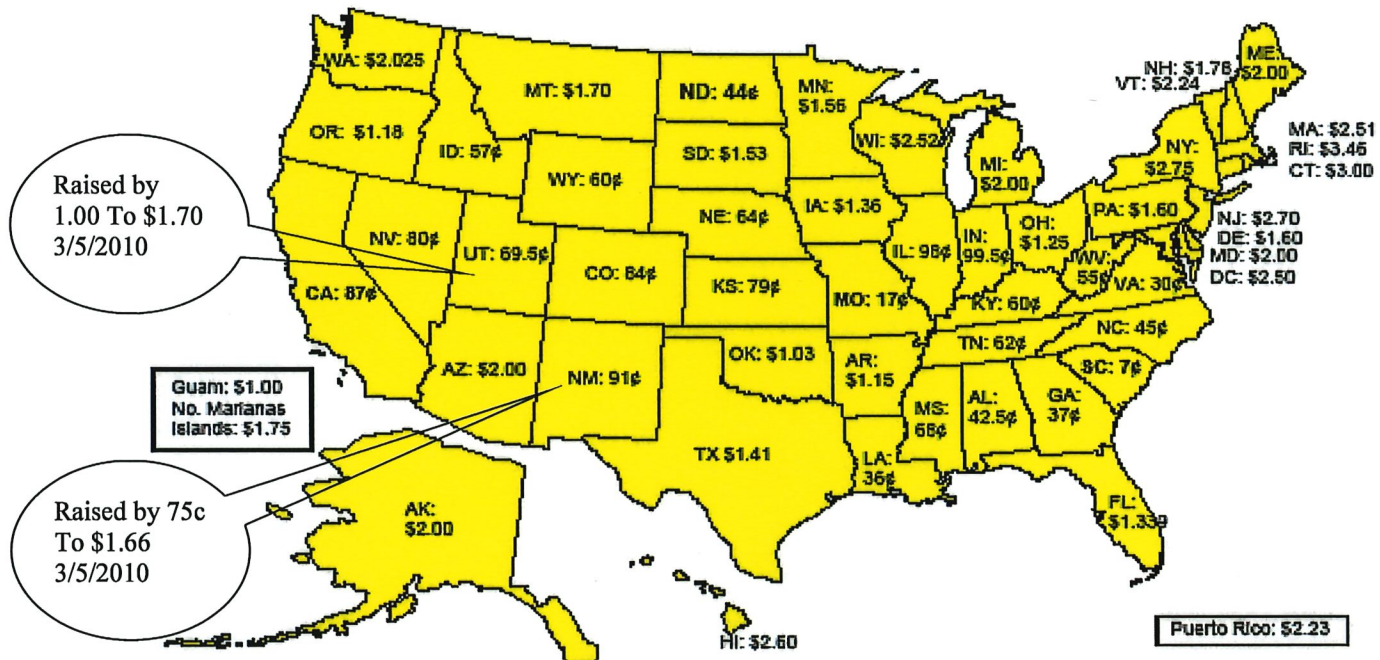 WA: $2.025
OR: $1.18
CA: 87¢
ID: 57¢
NV: 80¢
MT: $1.70
WY: 60¢
UT: 69.5¢
CO: 84¢
AZ: $2.00
NM: 91¢
ND: 44¢
SD: $1.53
NE: 64¢
KS: 79¢
OK: $1.03
TX $1.41
MN:
$1.56
IA: $1.36
MO: 17¢
AR:
$1.15
LA:
36¢
WI: $2.52
IL: 98¢
MI:
$2.00
IN:
99.5¢
OH:
$1.25
KY: 60¢
TN: 62¢
MS:
68¢
AL:
42.5¢
GA:
37¢
FL:
$1.339
SC: 7¢
NC: 45¢
VA: 30¢
WV:
55¢
PA: $1.60
NY:
$2.75
NH: $1.78
VT: $2.24
ME:
$2.00
MA: $2.51
RI: $3.46
CT: $3.00
NJ: $2.70
DE: $1.60
MD: $2.00
DC: $2.50
Raised by
1.00 To $1.70
3/5/2010
Guam: $1.00
No. Marianas
Islands: $1.75
Raised by 75c
To $1.66
3/5/2010
AK:
$2.00
HI: $2.60
Puerto Rico: $2.23